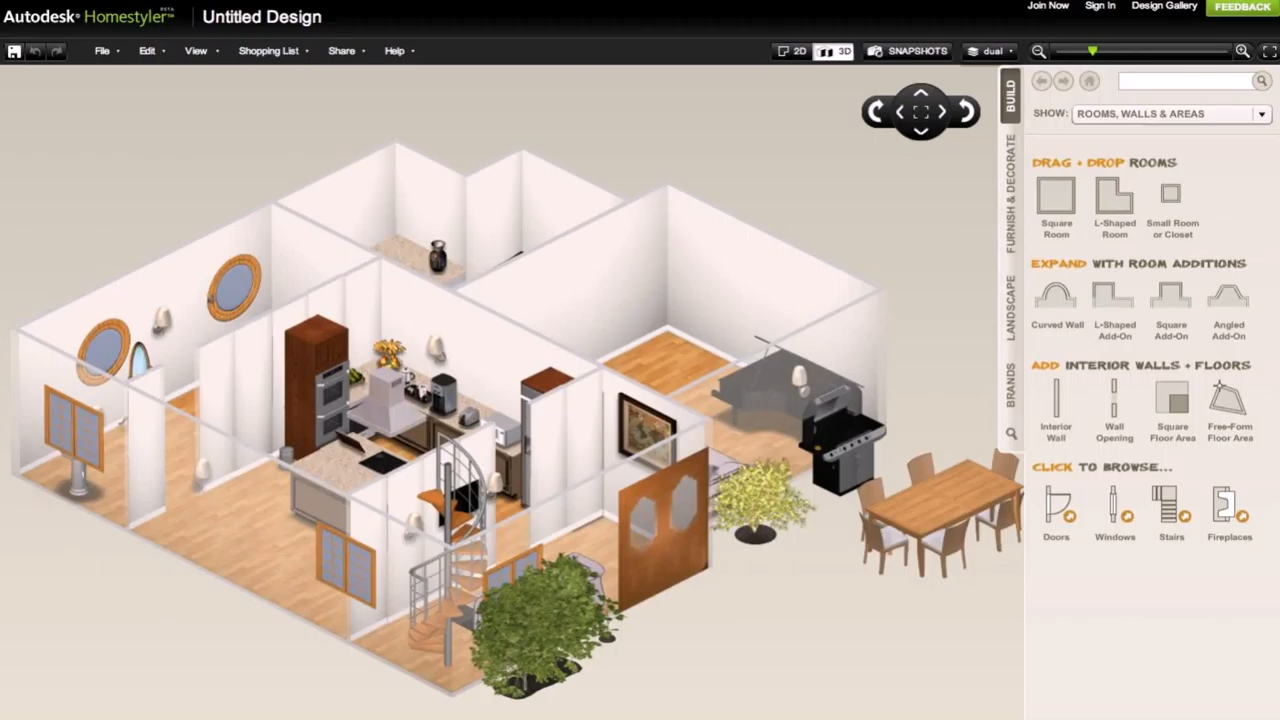 Autodesk® Homestyler™ BETA
Untitled Design
Join Now Sign In Design Gallery FEEDBACK
File Edit View Shopping List Share Help
2D 3D SNAPSHOTS dual
BUILD
FURNISH & DECORATE
LANDSCAPE
BRANDS
SHOW: ROOMS, WALLS & AREAS
DRAG + DROP ROOMS
Square Room
L-Shaped Room
Small Room or Closet
EXPAND WITH ROOM ADDITIONS
Curved Wall
L-Shaped Add-On
Square Add-On
Angled Add-On
ADD INTERIOR WALLS + FLOORS
Interior Wall
Wall Opening
Square Floor Area
Free-Form Floor Area
CLICK TO BROWSE...
Doors Windows Stairs Fireplaces